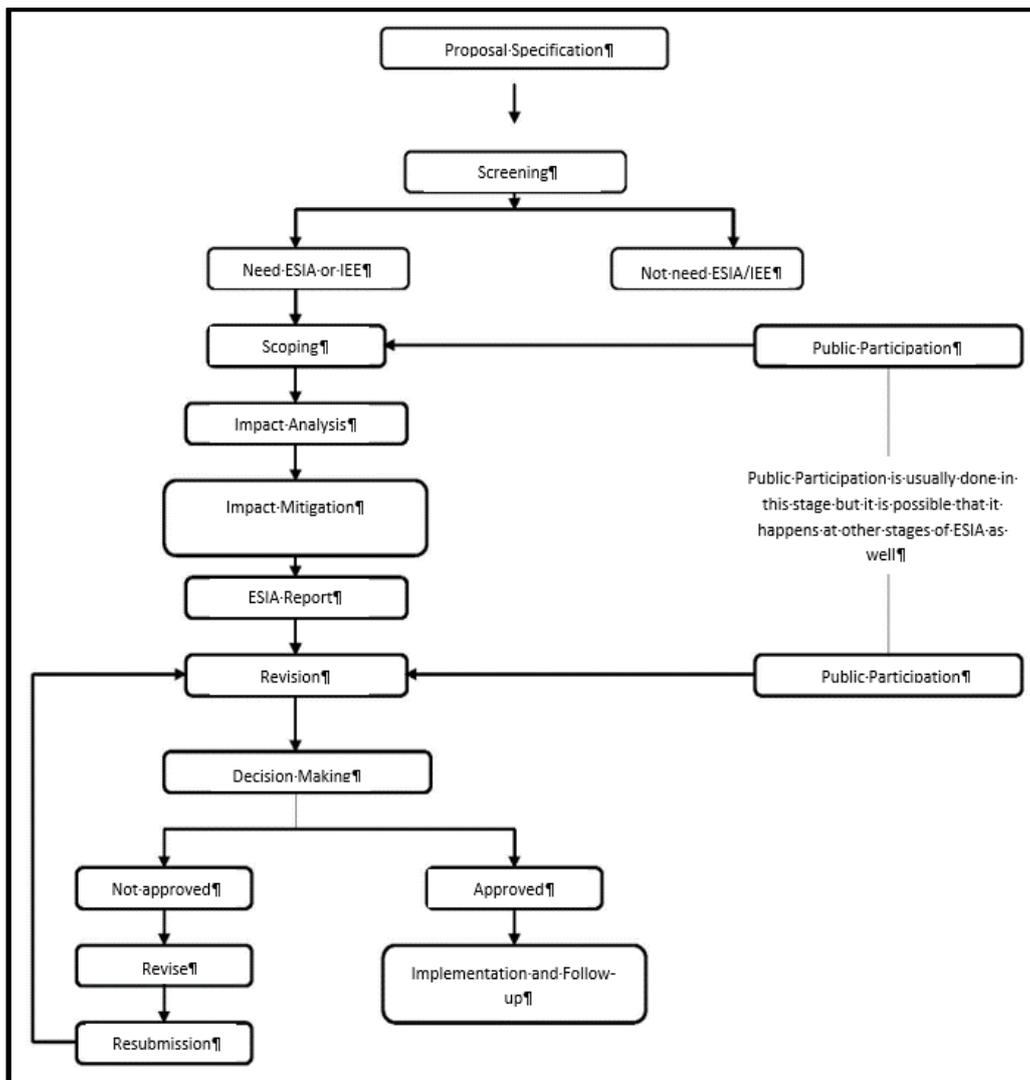 Proposal·Specification¶
Screening¶
Need·ESIA·or·IEE¶
Not·need·ESIA/IEE¶
Scoping¶
Public·Participation¶
Impact·Analysis¶
Impact·Mitigation¶
Public·Participation·is·usually·done·in·
this·stage·but·it·is·possible·that·it·
happens·at·other·stages·of·ESIA·as·
well¶
ESIA·Report¶
Revision¶
Public·Participation¶
Decision·Making¶
Not·approved¶
Approved¶
Revise¶
Implementation·and·Follow-
up¶
Resubmission¶